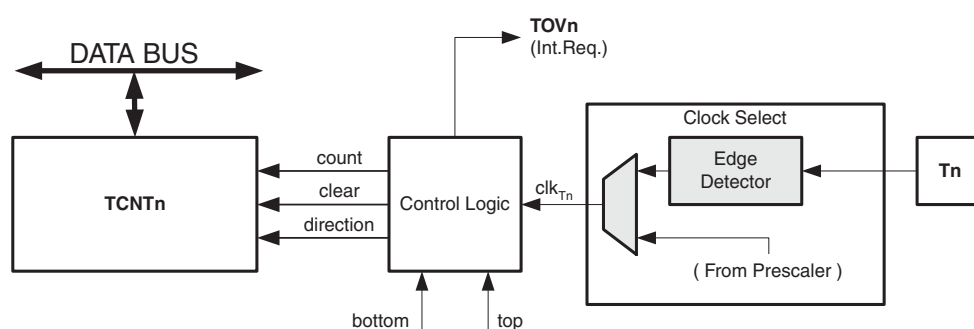 TOVn
(Int.Req.)
DATA BUS
Clock Select
TCNTn
count
clear
direction
Control Logic
clkTn
Edge
Detector
Tn
( From Prescaler )
bottom
top